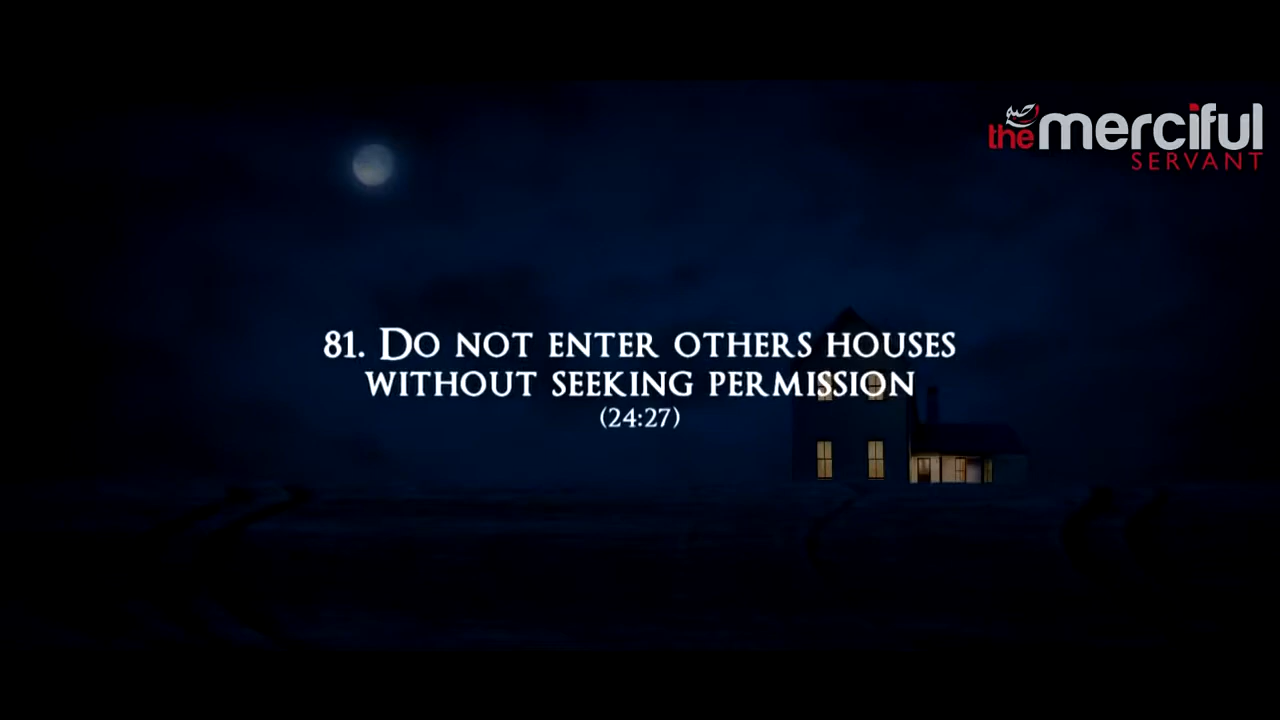 the merciful
SERVANT
81. DO NOT ENTER OTHERS HOUSES
WITHOUT SEEKING PERMISSION
(24:27)